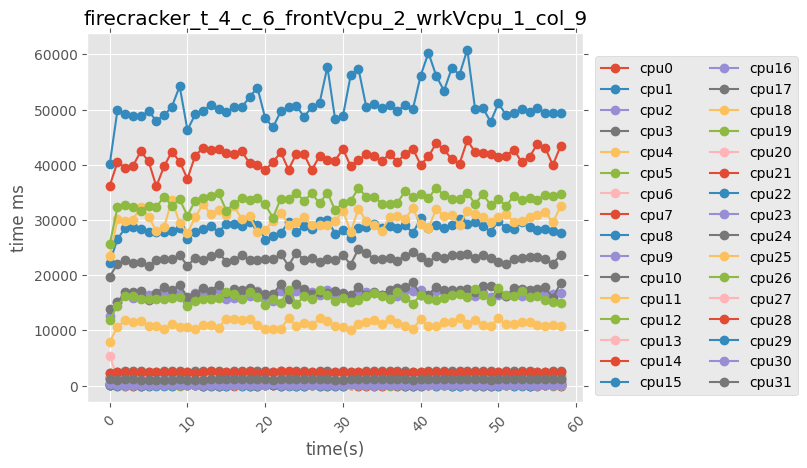 firecracker_t_4_c_6_frontVcpu_2_wrkVcpu_1_col_9
time ms
60000
50000
40000
30000
20000
10000
0
0
10
20
30
40
50
60
time(s)
cpu0
cpu1
cpu2
cpu3
cpu4
cpu5
cpu6
cpu7
cpu8
cpu9
cpu10
cpu11
cpu12
cpu13
cpu14
cpu15
cpu16
cpu17
cpu18
cpu19
cpu20
cpu21
cpu22
cpu23
cpu24
cpu25
cpu26
cpu27
cpu28
cpu29
cpu30
cpu31